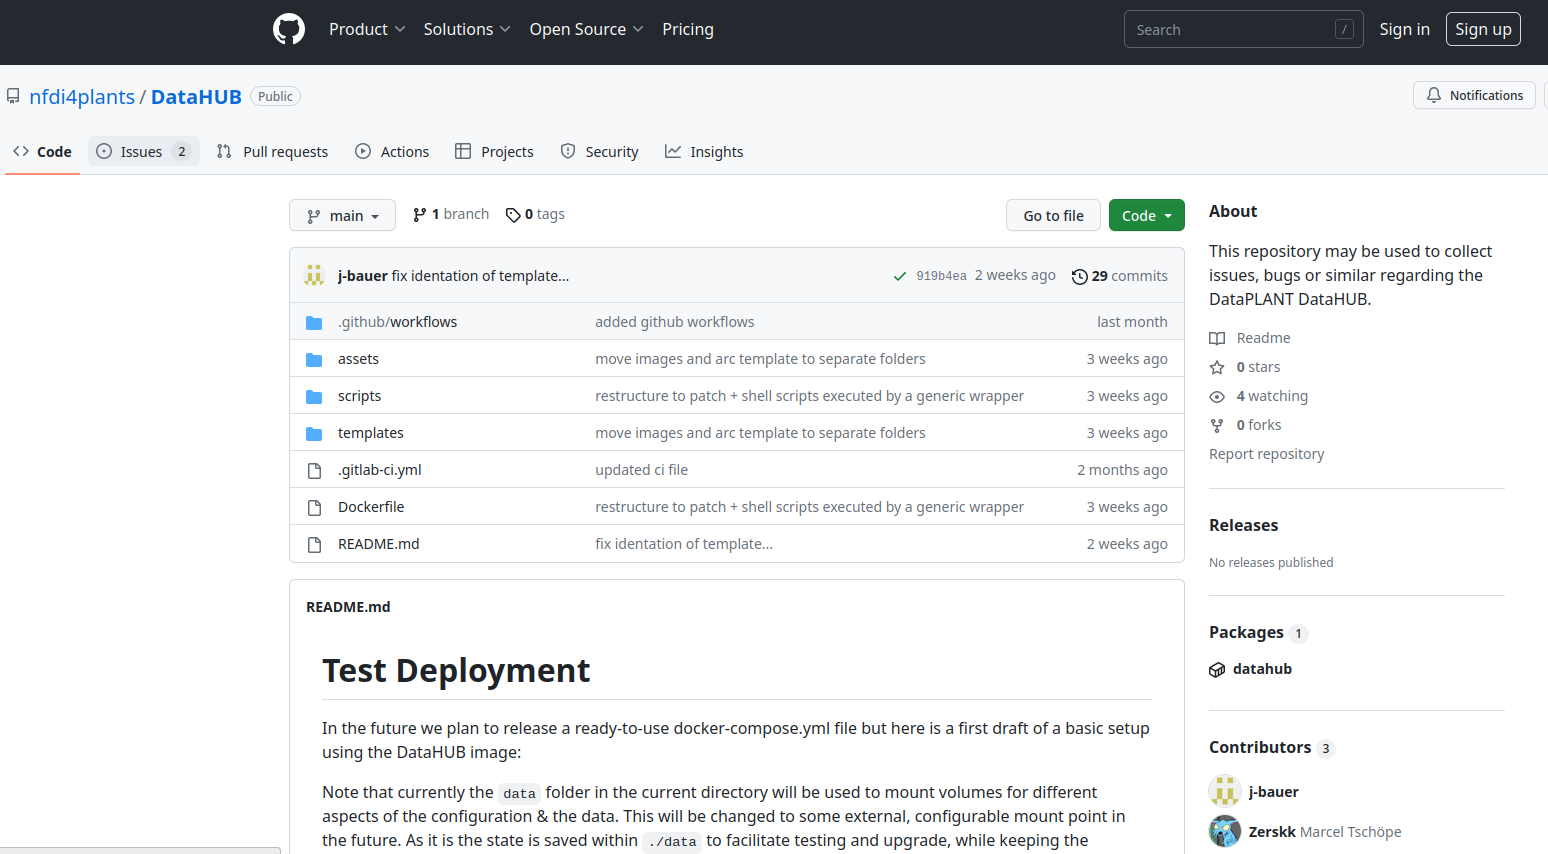 Product Solutions Open Source Pricing Search / Sign in Sign up
nfdi4plants / DataHUB Public Notifications
Code Issues 2 Pull requests Actions Projects Security Insights
main 1 branch 0 tags Go to file Code
j-bauer fix identation of template... 919b4ea 2 weeks ago 29 commits
.github/workflows added github workflows last month
assets move images and arc template to separate folders 3 weeks ago
scripts restructure to patch + shell scripts executed by a generic wrapper 3 weeks ago
templates move images and arc template to separate folders 3 weeks ago
.gitlab-ci.yml updated ci file 2 months ago
Dockerfile restructure to patch + shell scripts executed by a generic wrapper 3 weeks ago
README.md fix identation of template... 2 weeks ago
README.md
Test Deployment
In the future we plan to release a ready-to-use docker-compose.yml file but here is a first draft of a basic setup
using the DataHUB image:
Note that currently the data folder in the current directory will be used to mount volumes for different
aspects of the configuration & the data. This will be changed to some external, configurable mount point in
the future. As it is the state is saved within ./data to facilitate testing and upgrade, while keeping the
About
This repository may be used to collect
issues, bugs or similar regarding the
DataPLANT DataHUB.
Readme
0 stars
4 watching
0 forks
Report repository
Releases
No releases published
Packages 1
datahub
Contributors 3
j-bauer
Zerskk Marcel Tschöpe